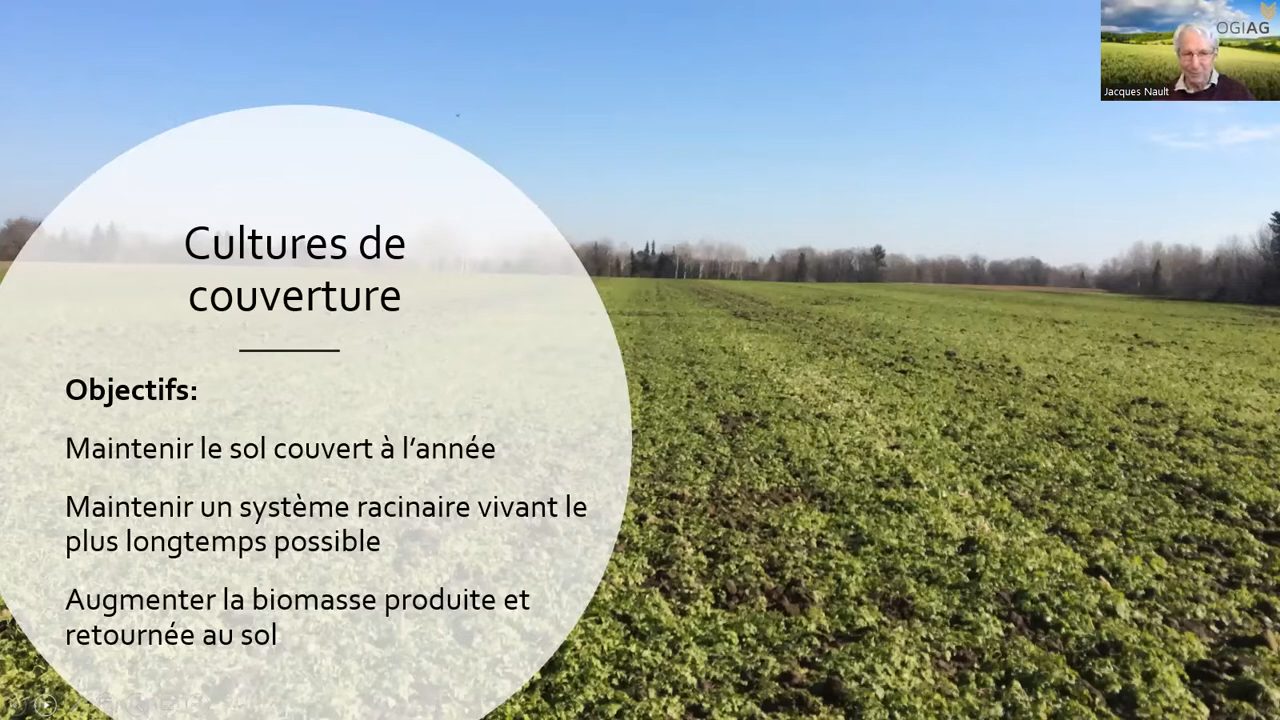 OGIAG
Jacques Nault
Cultures de
couverture
Objectifs:
Maintenir le sol couvert à l’année
Maintenir un système racinaire vivant le
plus longtemps possible
Augmenter la biomasse produite et
retournée au sol